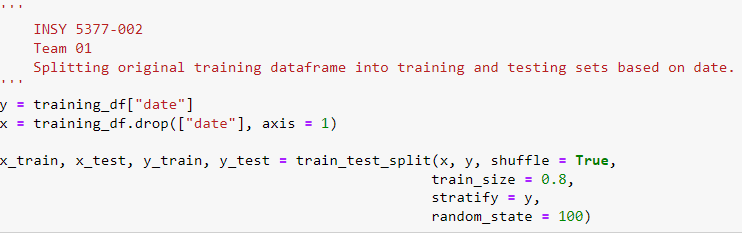 '''
    INSY 5377-002
    Team 01
    Splitting original training dataframe into training and testing sets based on date.
'''
y = training_df["date"]
x = training_df.drop(["date"], axis = 1)

x_train, x_test, y_train, y_test = train_test_split(x, y, shuffle = True,
                                                    train_size = 0.8,
                                                    stratify = y,
                                                    random_state = 100)